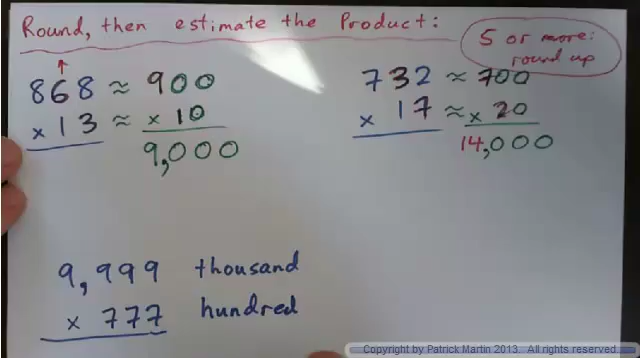 Round, then estimate the Product:
5 or more:
round up
868 ≈ 900
x 13 ≈ x 10
9,000
732 ≈ 700
x 17 ≈ x 20
14,000
9,999 thousand
x 777 hundred
Copyright by Patrick Martin 2013. All rights reserved.